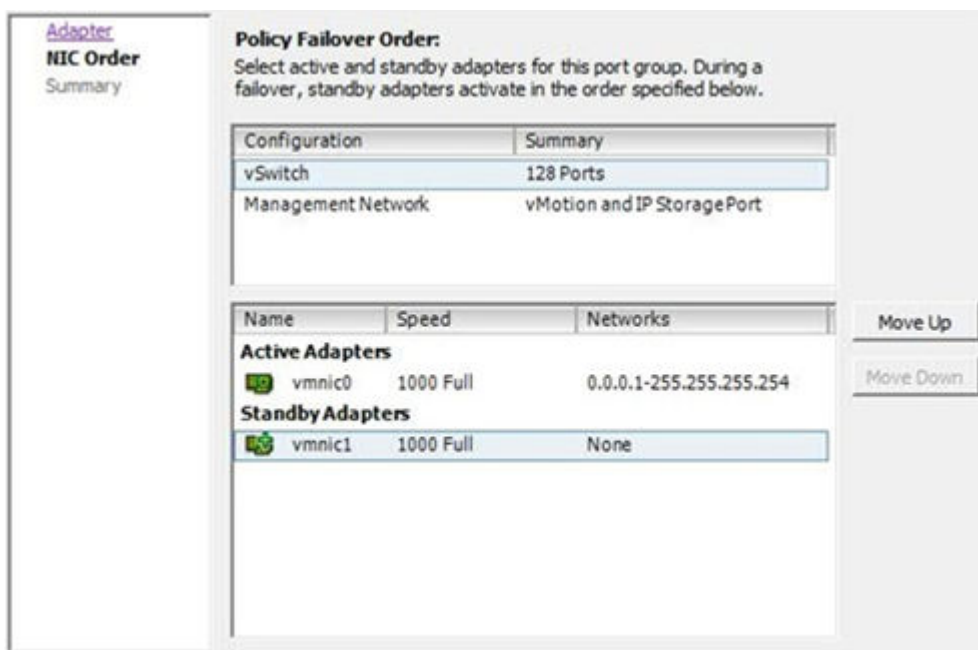 Adapter
NIC Order
Summary
Policy Failover Order:
Select active and standby adapters for this port group. During a
failover, standby adapters activate in the order specified below.
Configuration Summary
vSwitch 128 Ports
Management Network vMotion and IP StoragePort
Name Speed Networks
Active Adapters
vmnic0 1000 Full 0.0.0.1-255.255.255.254
Standby Adapters
vmnic1 1000 Full None
Move Up
Move Down